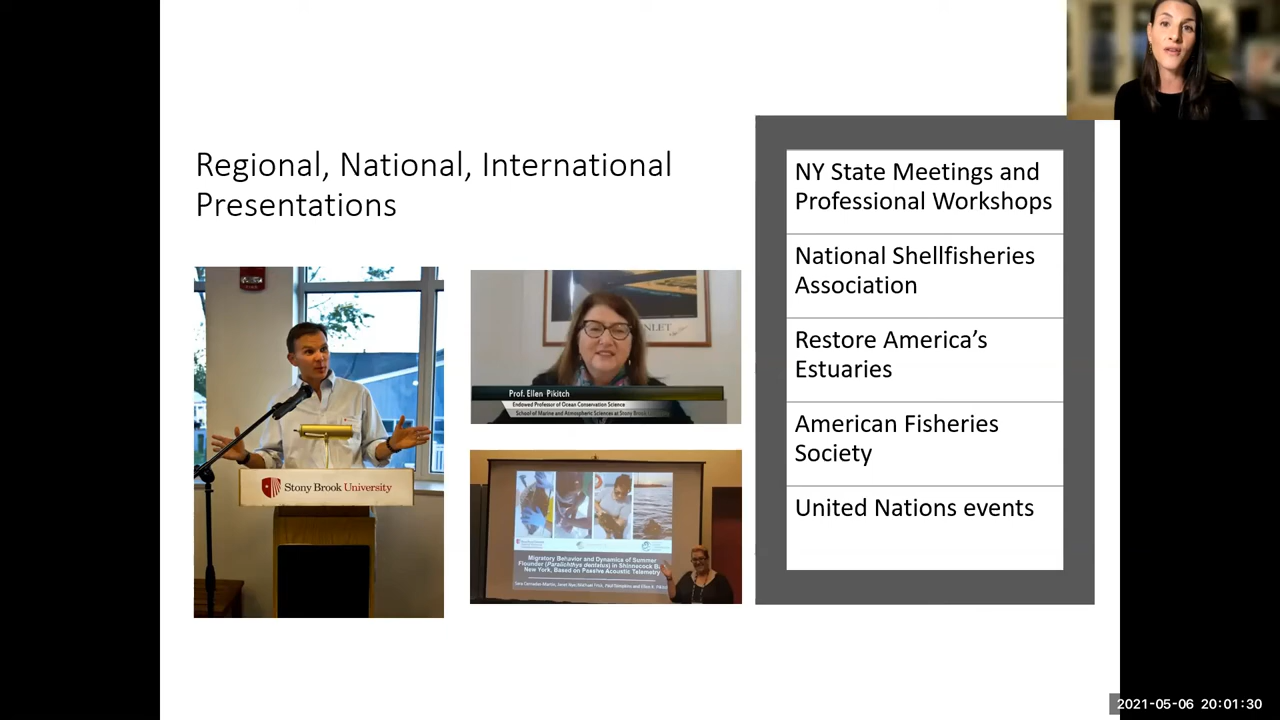 Regional, National, International
Presentations
NY State Meetings and
Professional Workshops
National Shellfisheries
Association
Restore America’s
Estuaries
American Fisheries
Society
United Nations events
Stony Brook University
NLET
Prof. Ellen Pikitch
Endowed Professor of Ocean Conservation Science
School of Marine and Atmospheric Sciences at Stony Brook
Migratory Behavior and Dynamics of Summer
Flounder (Paralichthys dentatus) in Shinnecock Ba
New York, Based on Passive Acoustic Telemetry
2021-05-06 20:01:30